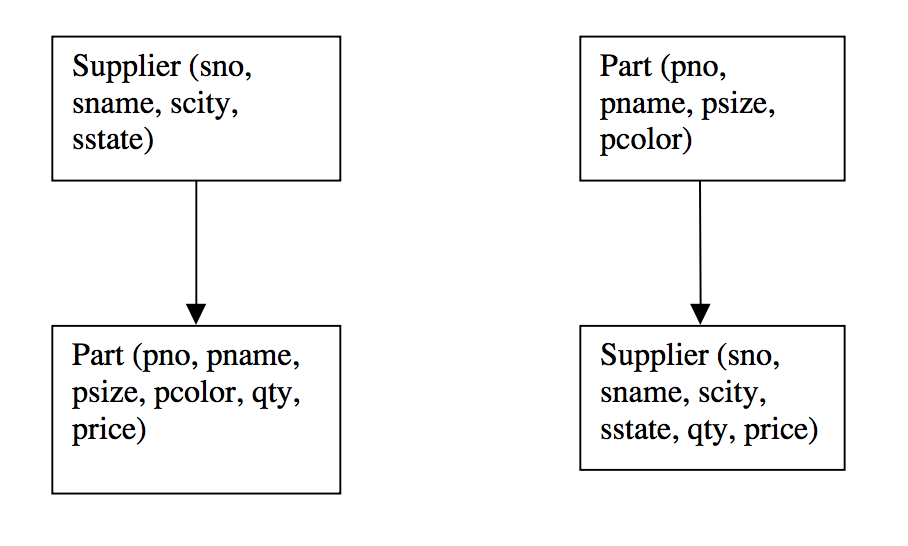 Supplier (sno,
sname, scity,
sstate)
Part (pno,
pname, psize,
pcolor)
Part (pno, pname,
psize, pcolor, qty,
price)
Supplier (sno,
sname, scity,
sstate, qty, price)